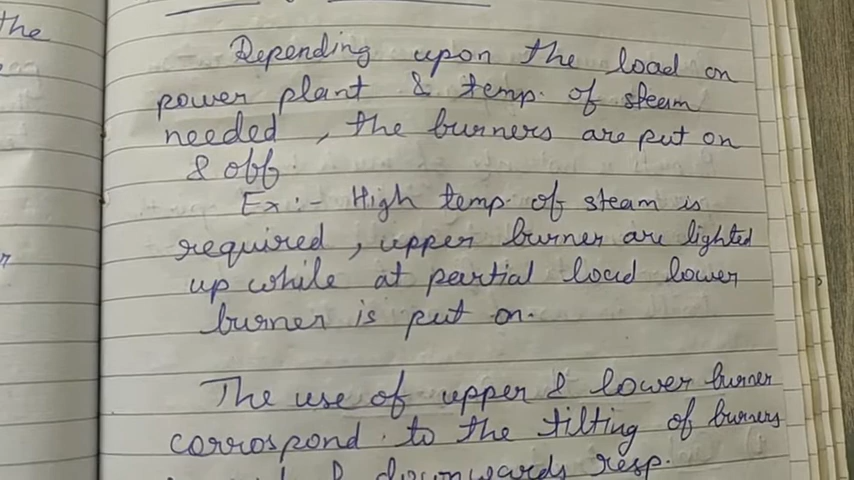 the
Depending upon the load on
power plant & temp. of steam
needed, the burners are put on
& off.
Ex:- High temp. of steam is
required, upper burner are lighted
up while at partial load lower
burner is put on.
The use of upper & lower burner
corrospond to the tilting of burners
& downwards resp.